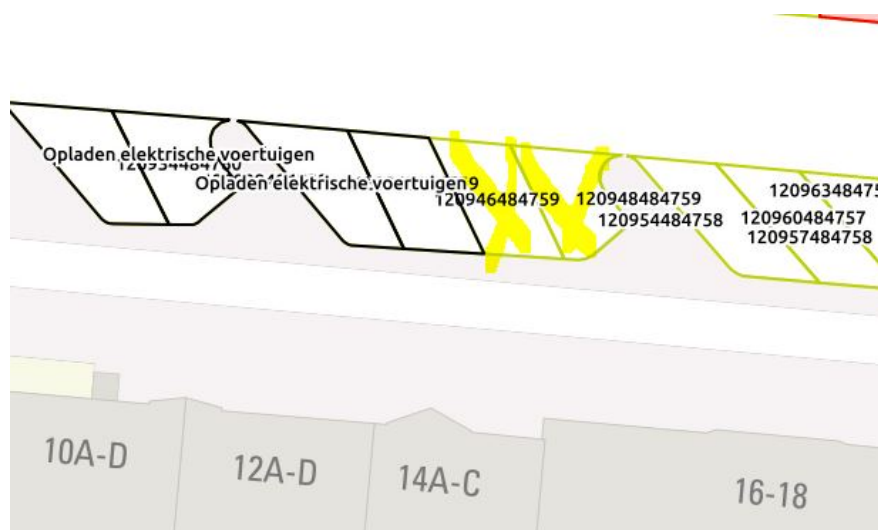 Opladen elektrische voertuigen
Opladen elektrische voertuigen
120946484759
120948484759
120954484758
120960484757
120957484758
10A-D
12A-D
14A-C
16-18